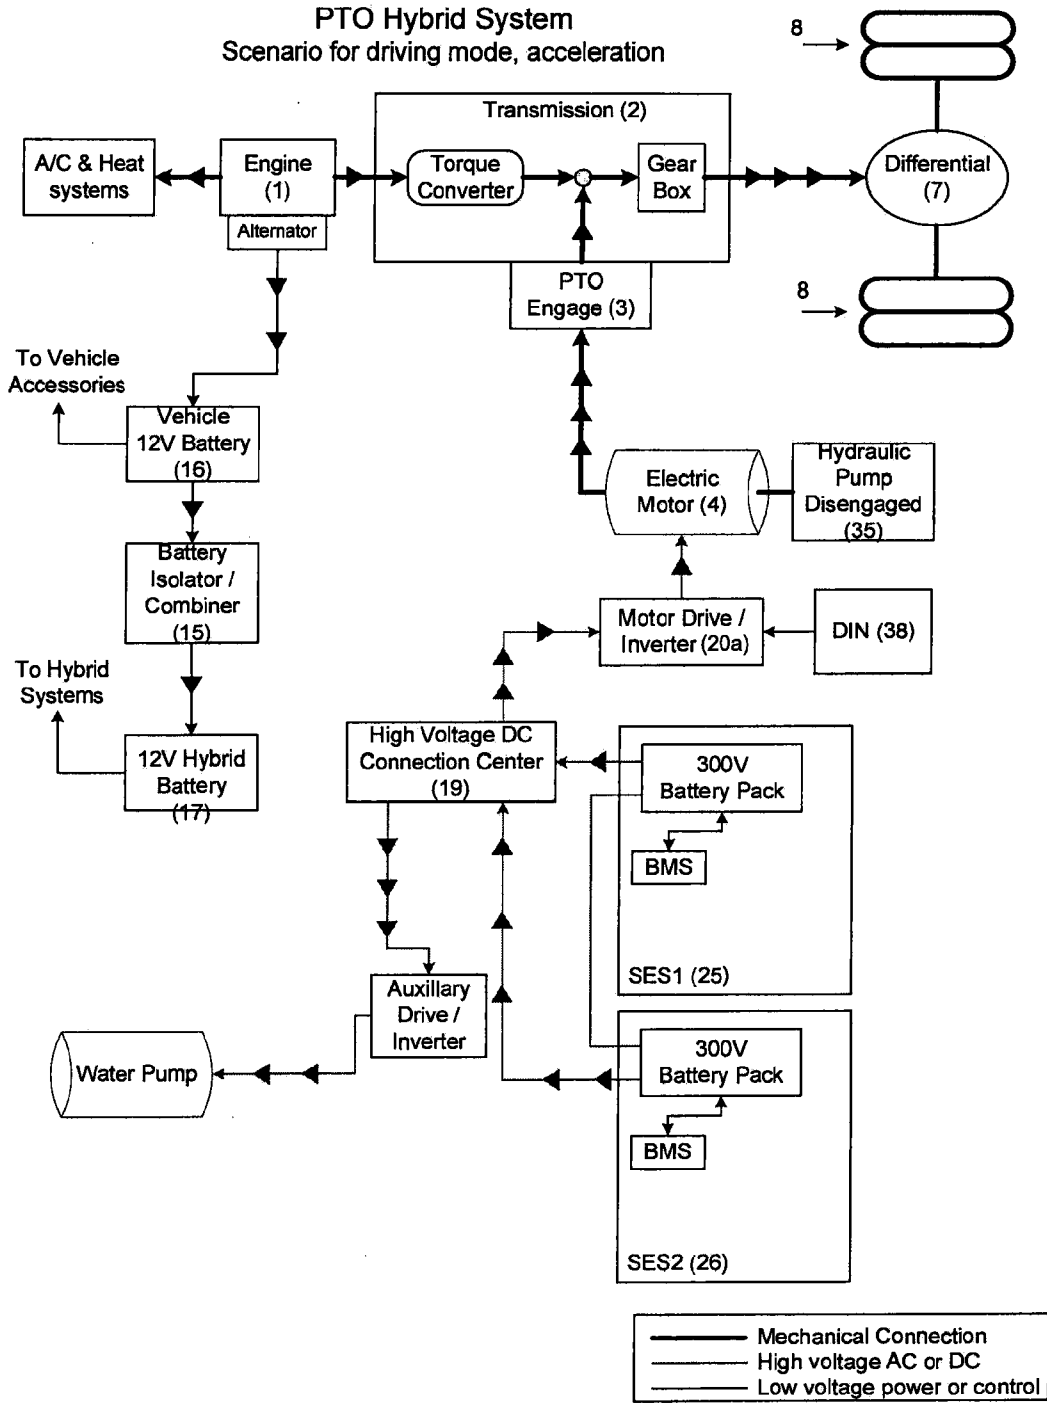 PTO Hybrid System
Scenario for driving mode, acceleration
8
Transmission (2)
A/C & Heat
systems
Engine
(1)
Alternator
Torque
Converter
Gear
Box
Differential
(7)
PTO
Engage (3)
8
To Vehicle
Accessories
Vehicle
12V Battery
(16)
Electric
Motor (4)
Hydraulic
Pump
Disengaged
(35)
Battery
Isolator /
Combiner
(15)
Motor Drive /
Inverter (20a)
DIN (38)
To Hybrid
Systems
12V Hybrid
Battery
(17)
High Voltage DC
Connection Center
(19)
300V
Battery Pack
BMS
SES1 (25)
Auxillary
Drive /
Inverter
Water Pump
300V
Battery Pack
BMS
SES2 (26)
Mechanical Connection
High voltage AC or DC
Low voltage power or control